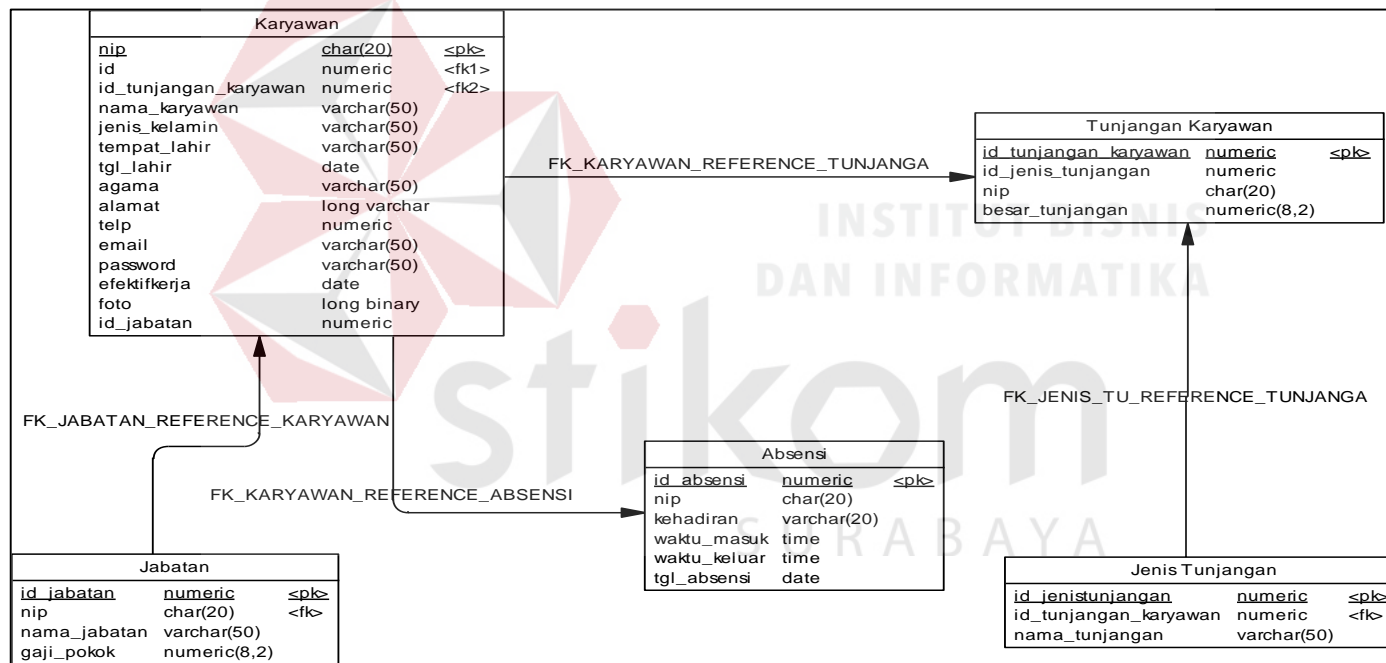 Karyawan
nip char(20) <pk>
id numeric <fk1>
id_tunjangan_karyawan numeric <fk2>
nama_karyawan varchar(50)
jenis_kelamin varchar(50)
tempat_lahir varchar(50)
tgl_lahir date
agama varchar(50)
alamat long varchar
telp numeric
email varchar(50)
password varchar(50)
efektifkerja date
foto long binary
id_jabatan numeric
FK_KARYAWAN_REFERENCE_TUNJANGA
Tunjangan Karyawan
id_tunjangan_karyawan numeric <pk>
id_jenis_tunjangan numeric
nip char(20)
besar_tunjangan numeric(8,2)
INSTITUT BISNIS
DAN INFORMATIKA
stikom
SURABAYA
FK_JABATAN_REFERENCE_KARYAWAN
FK_KARYAWAN_REFERENCE_ABSENSI
FK_JENIS_TU_REFERENCE_TUNJANGA
Absensi
id_absensi numeric <pk>
nip char(20)
kehadiran varchar(20)
waktu_masuk time
waktu_keluar time
tgl_absensi date
Jabatan
id_jabatan numeric <pk>
nip char(20) <fk>
nama_jabatan varchar(50)
gaji_pokok numeric(8,2)
Jenis Tunjangan
id_jenistunjangan numeric <pk>
id_tunjangan_karyawan numeric <fk>
nama_tunjangan varchar(50)